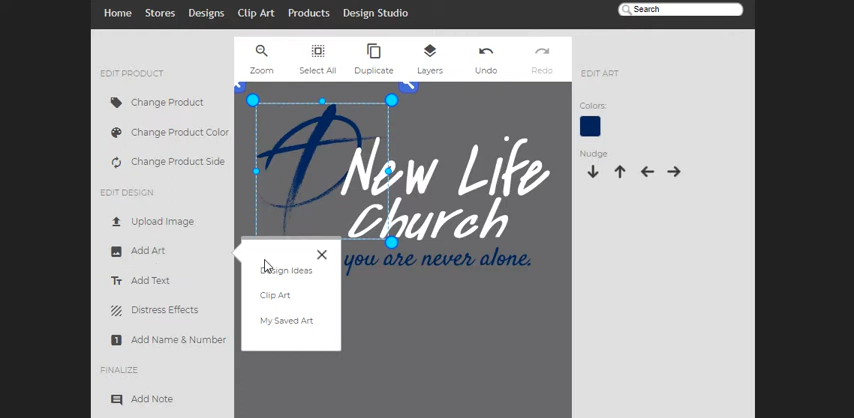 Home Stores Designs Clip Art Products Design Studio Search
Zoom Select All Duplicate Layers Undo Redo
EDIT PRODUCT
Change Product
Change Product Color
Change Product Side
EDIT DESIGN
Upload Image
Add Art
Add Text
Distress Effects
Add Name & Number
FINALIZE
Add Note
New Life
Church
you are never alone.
Design Ideas
Clip Art
My Saved Art
EDIT ART
Colors:
Nudge